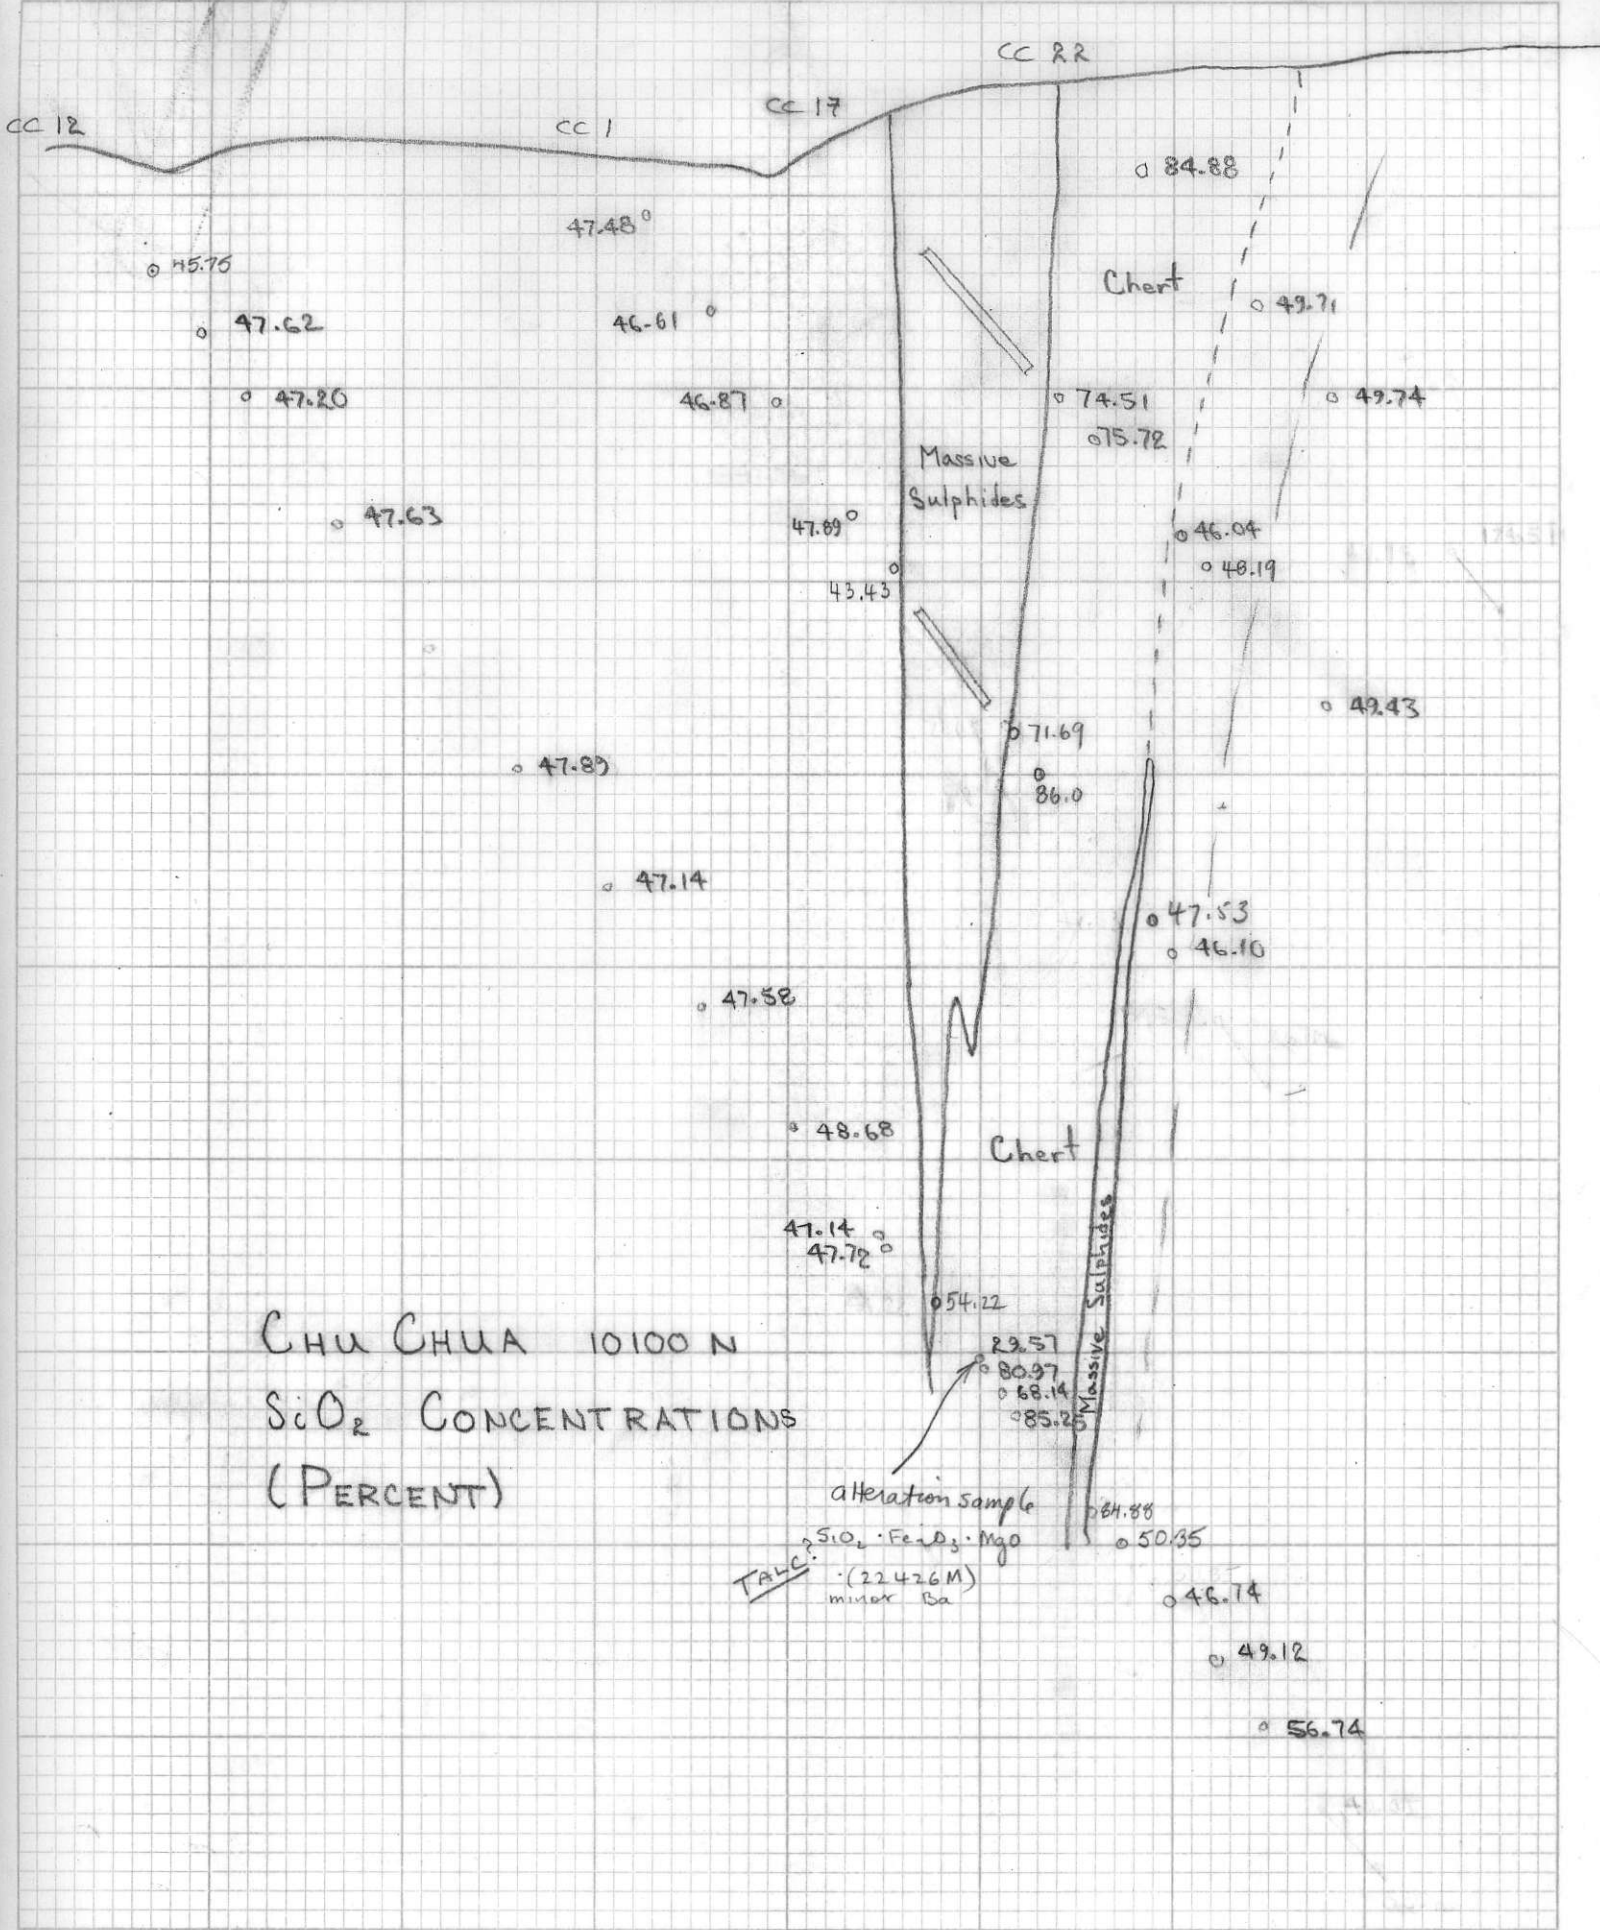 CC 22
CC 17
CC 12
CC 1
84.88
47.48
45.75
Chert
49.71
47.62
46.61
47.20
46.87
74.51
49.74
75.72
Massive
Sulphides
47.63
47.89
46.04
48.19
43.43
49.43
71.69
47.89
86.0
47.14
47.53
46.10
47.58
48.68
Chert
47.14
47.72
Massive Sulphides
54.22
CHU CHUA 10100 N
29.57
80.97
68.14
SiO2 CONCENTRATIONS
85.25
(PERCENT)
alteration sample
84.88
SiO2 · Fe2O3 · MgO
50.35
TALC?
·(22426M)
minor Ba
46.74
49.12
56.74